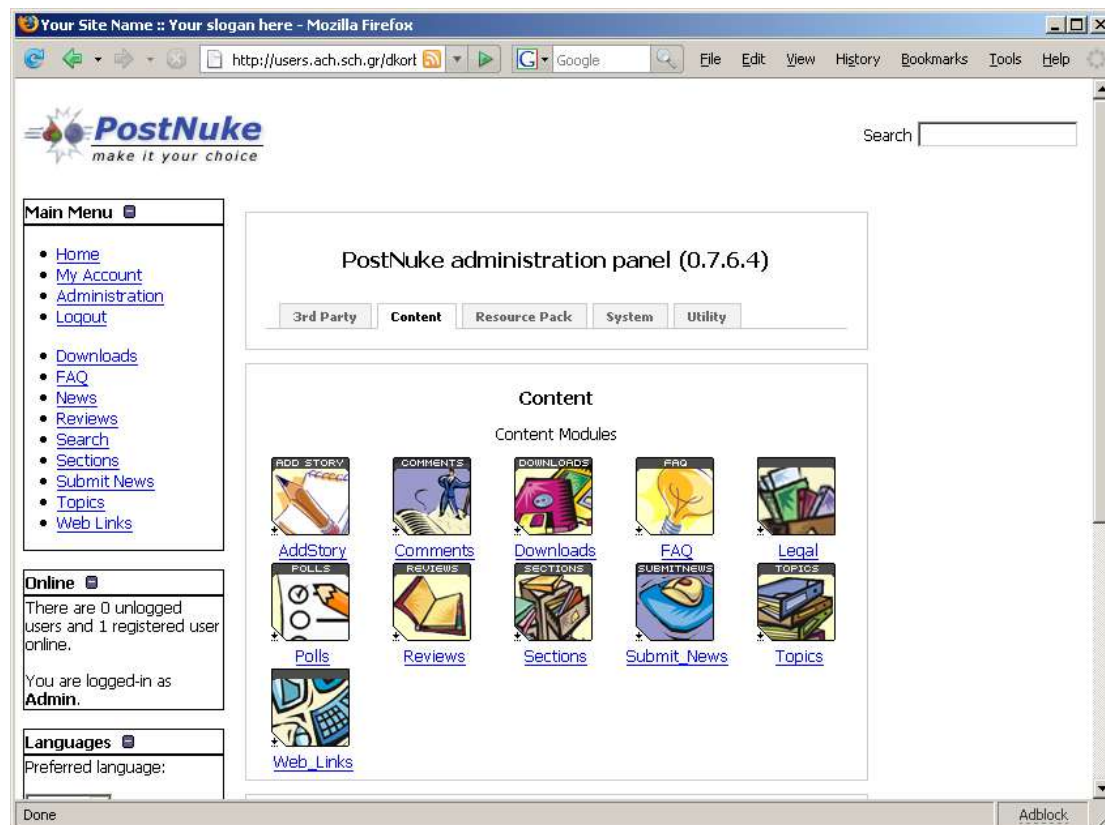 Your Site Name :: Your slogan here - Mozilla Firefox
http://users.ach.sch.gr/dkort
G
Google
File Edit View History Bookmarks Tools Help
PostNuke
make it your choice
Search
Main Menu
Home
My Account
Administration
Logout
Downloads
FAQ
News
Reviews
Search
Sections
Submit News
Topics
Web Links
Online
There are 0 unlogged
users and 1 registered user
online.
You are logged-in as
Admin.
Languages
Preferred language:
PostNuke administration panel (0.7.6.4)
3rd Party Content Resource Pack System Utility
Content
Content Modules
ADD STORY COMMENTS DOWNLOADS FAQ
AddStory Comments Downloads FAQ Legal
POLLS REVIEWS SECTIONS SUBMITNEWS TOPICS
Polls Reviews Sections Submit_News Topics
Web_Links
Done
Adblock